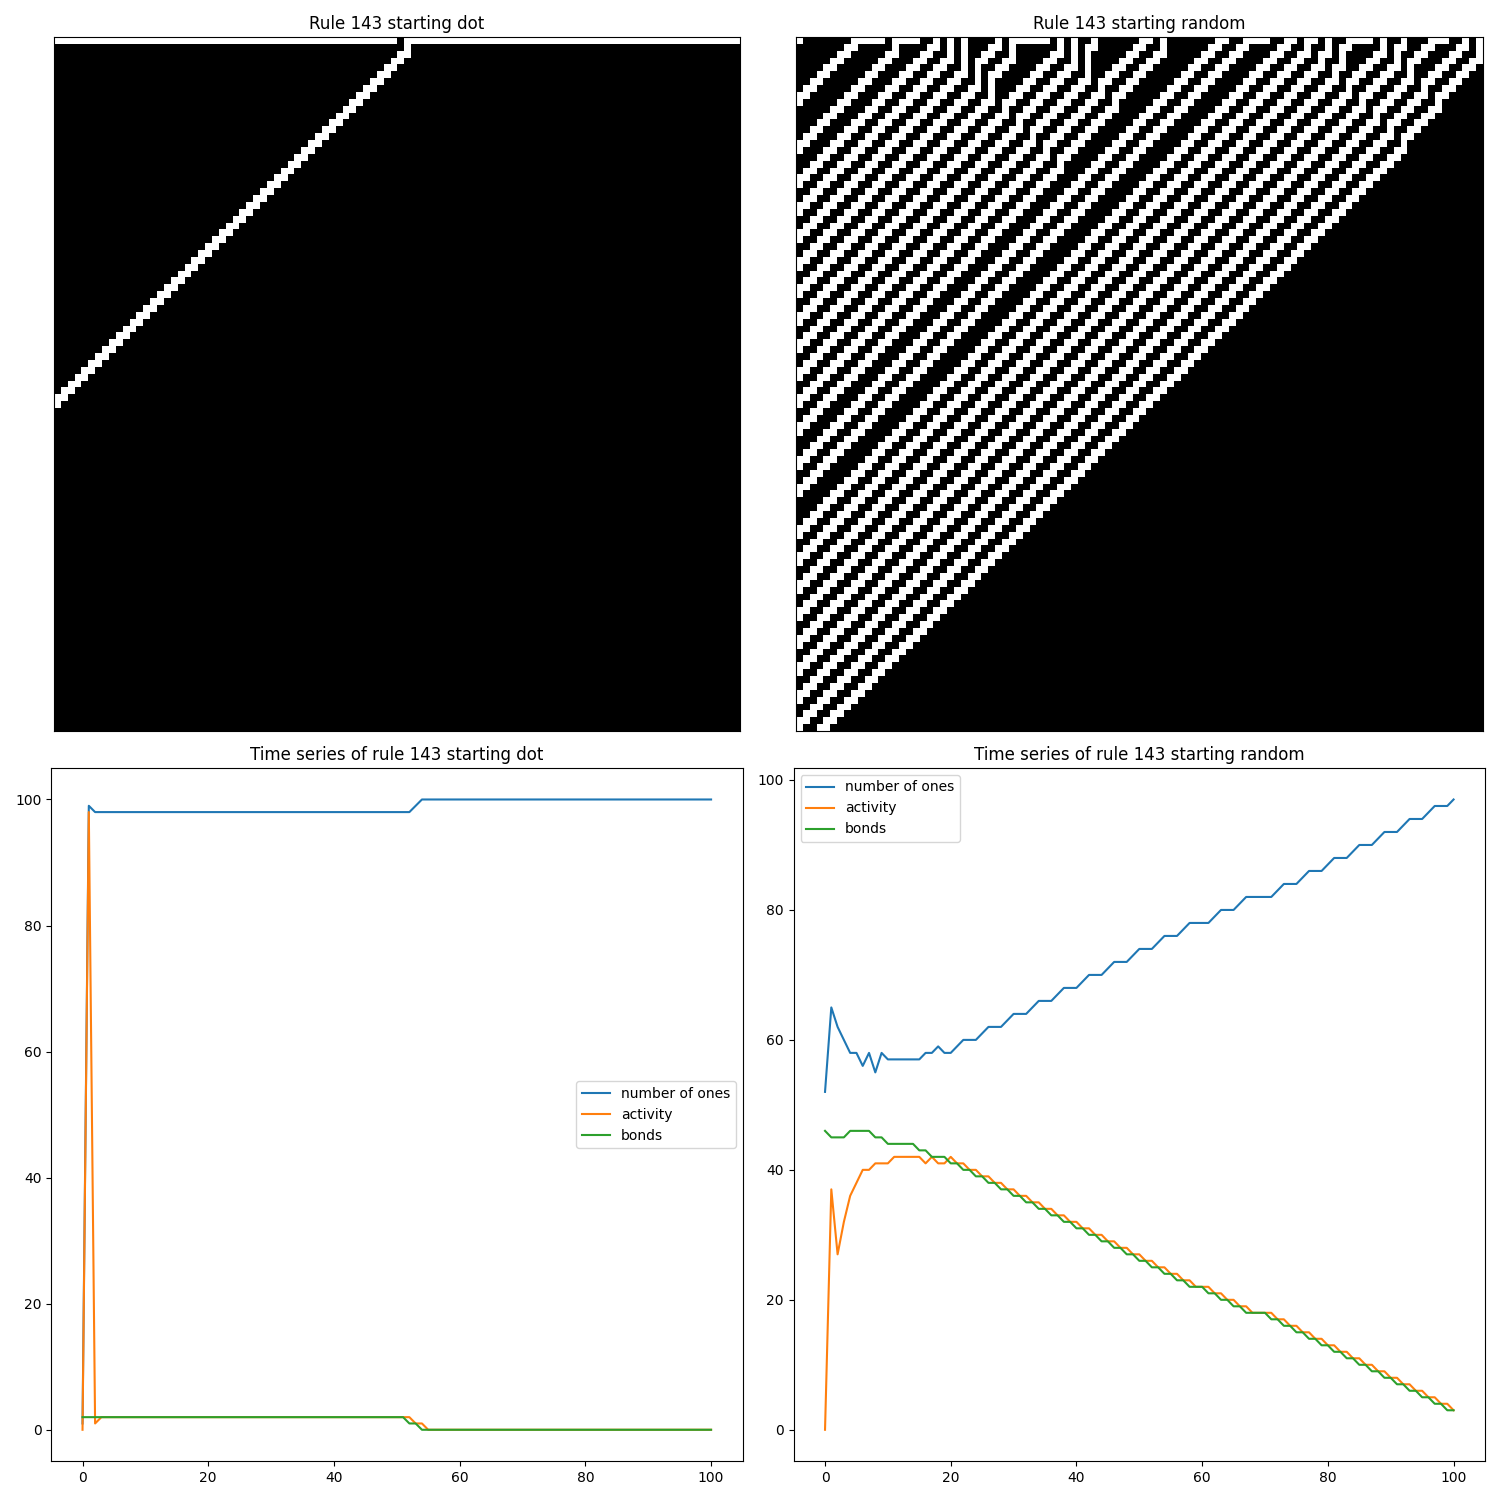 Rule 143 starting dot
Rule 143 starting random
Time series of rule 143 starting dot
100
80
60
40
20
0
0 20 40 60 80 100
number of ones
activity
bonds
Time series of rule 143 starting random
100
80
60
40
20
0
0 20 40 60 80 100
number of ones
activity
bonds